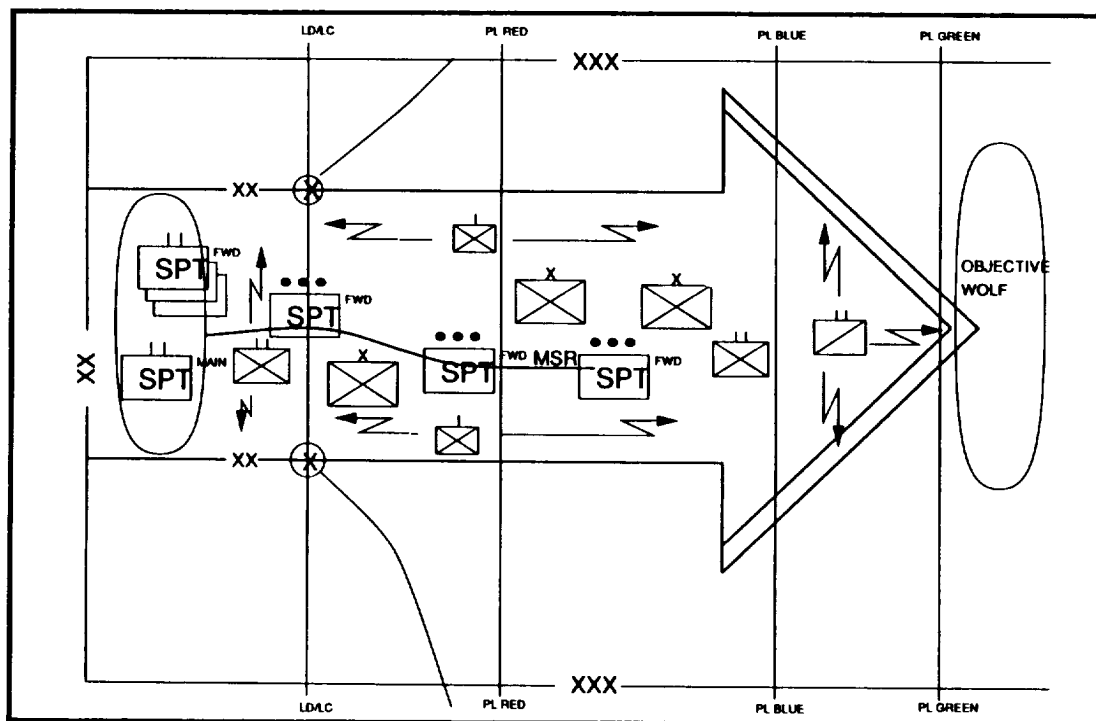 LD/LC
PL RED
PL BLUE
PL GREEN
XXX
XX
X
SPT
FWD
SPT
FWD
X
X
OBJECTIVE
WOLF
XX
SPT
MAIN
X
SPT
FWD
MSR
SPT
FWD
XX
X
XXX
LD/LC
PL RED
PL BLUE
PL GREEN